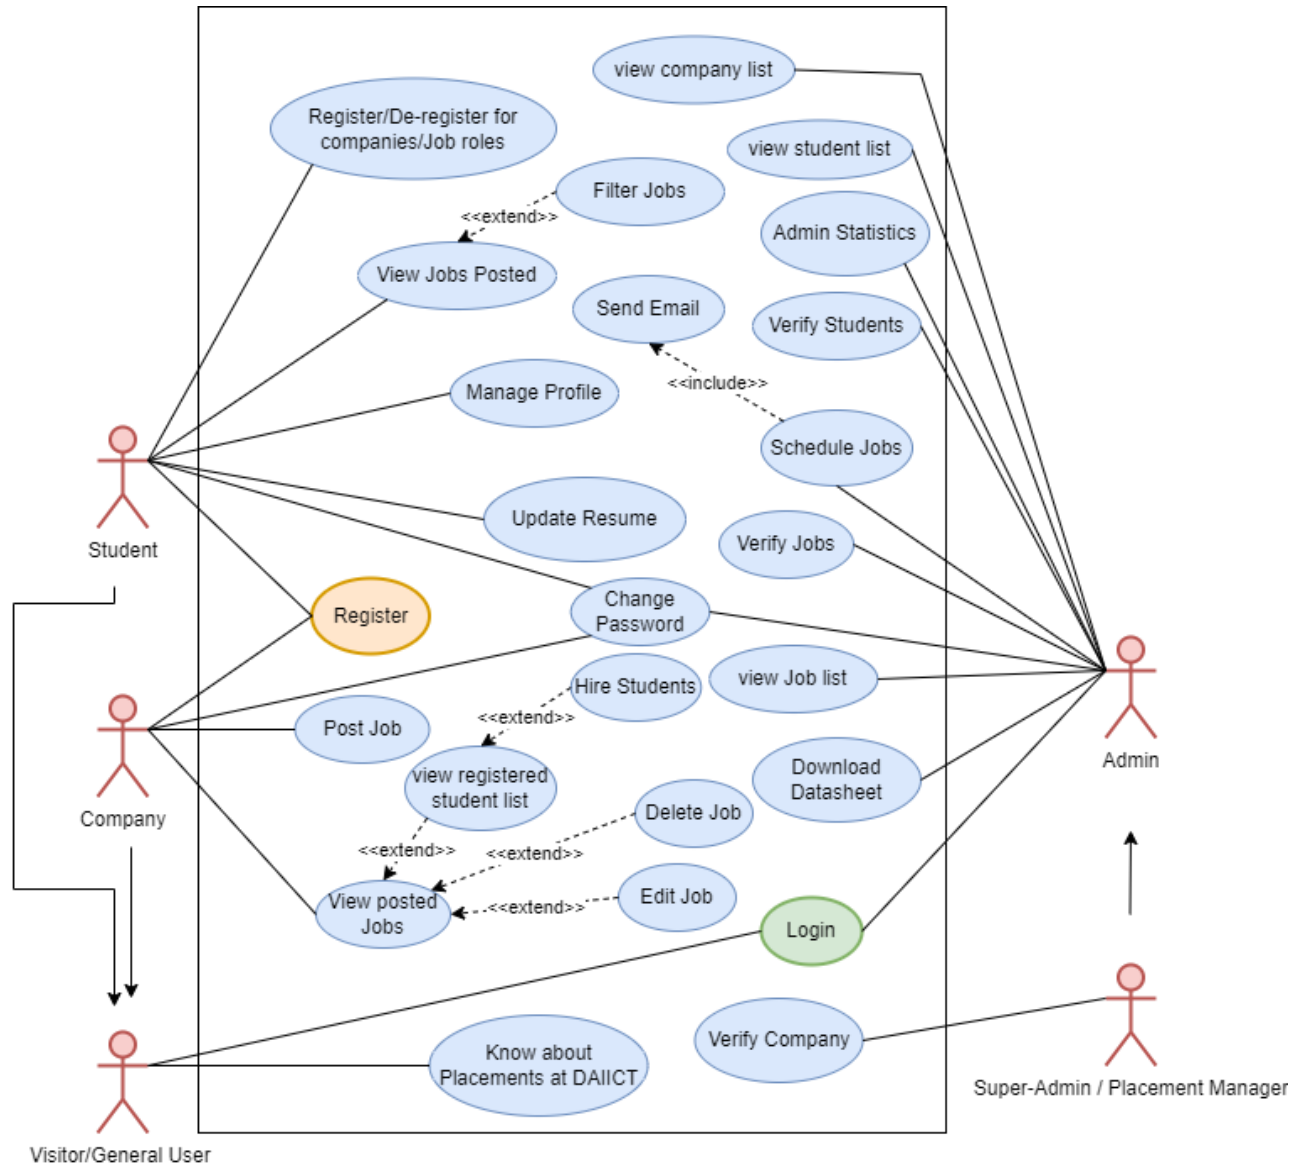 view company list
Register/De-register for
companies/Job roles
view student list
Filter Jobs
<<extend>>
Admin Statistics
View Jobs Posted
Send Email
Verify Students
<<include>>
Manage Profile
Schedule Jobs
Update Resume
Verify Jobs
Student
Change
Password
Register
view Job list
Hire Students
<<extend>>
Post Job
Admin
view registered
student list
Download
Datasheet
Company
Delete Job
<<extend>>
<<extend>>
View posted
Jobs
<<extend>>
Edit Job
Login
Verify Company
Know about
Placements at DAIICT
Super-Admin / Placement Manager
Visitor/General User